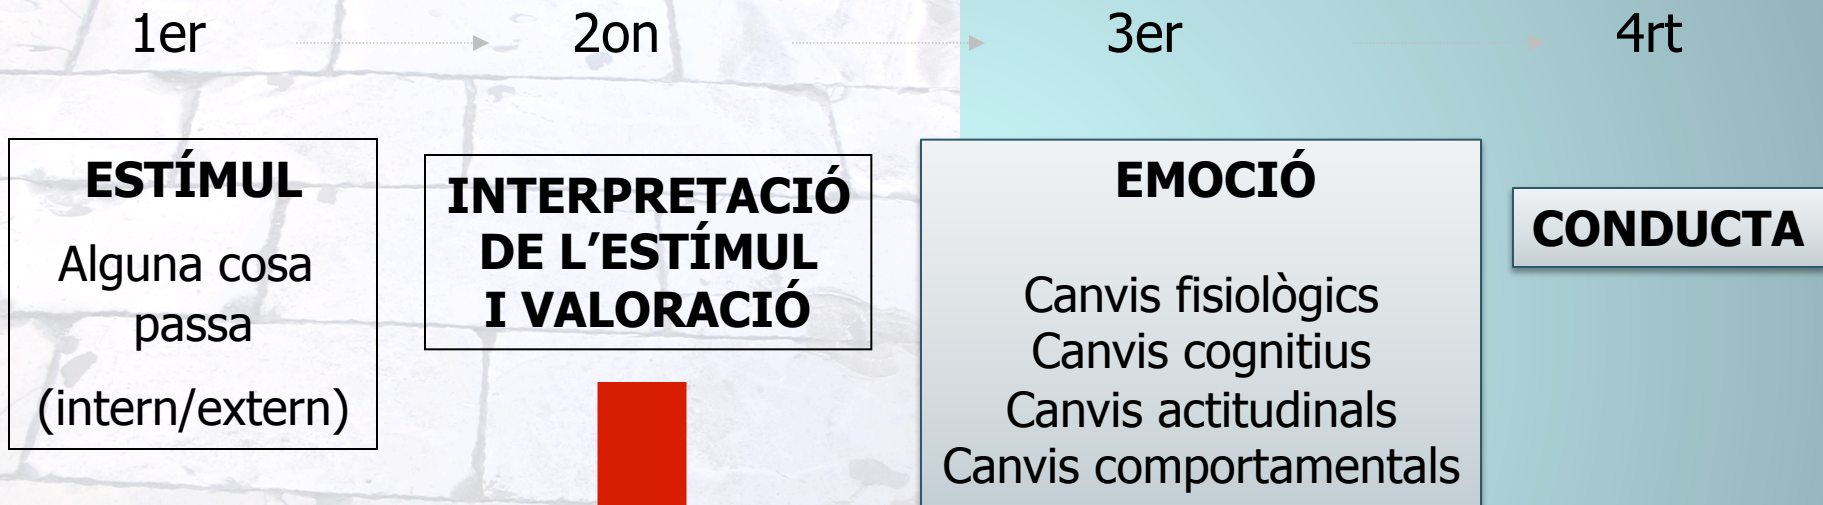 1er
2on
3er
4rt
ESTÍMUL
Alguna cosa
passa
(intern/extern)
INTERPRETACIÓ
DE L’ESTÍMUL
I VALORACIÓ
EMOCIÓ
Canvis fisiològics
Canvis cognitius
Canvis actitudinals
Canvis comportamentals
CONDUCTA